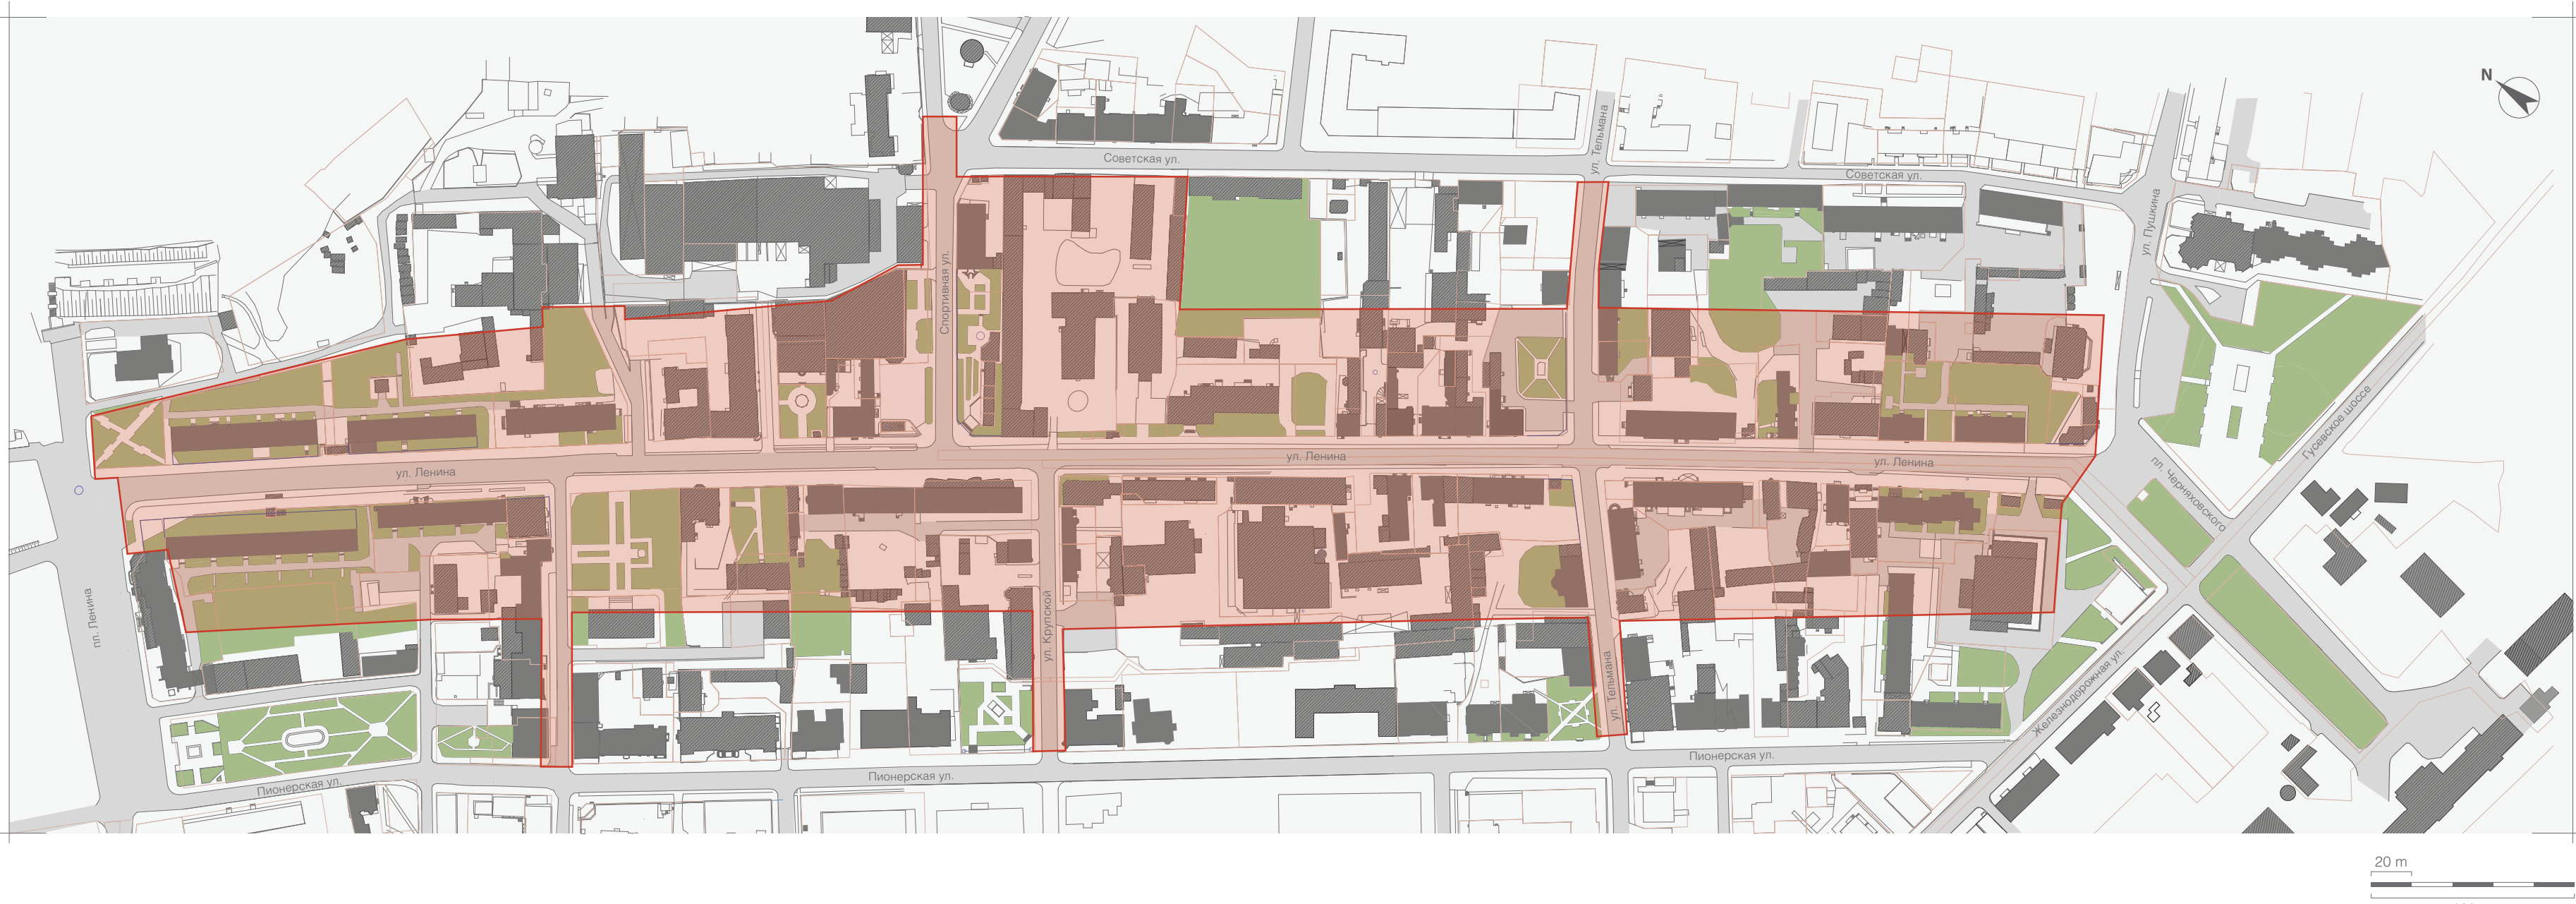 N
ул. Тельмана
Советская ул.
Советская ул.
ул. Пушкина
Спортивная ул.
ул. Ленина
ул. Ленина
ул. Ленина
Гусевское шоссе
пл. Черняховского
пл. Ленина
ул. Крупской
ул. Тельмана
Железнодорожная ул.
Пионерская ул.
Пионерская ул.
Пионерская ул.
20 m